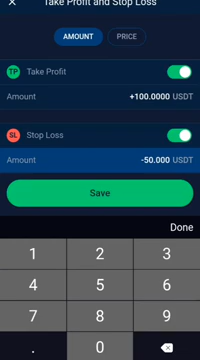 Take Profit and Stop Loss
AMOUNT PRICE
TP Take Profit
Amount +100.0000 USDT
SL Stop Loss
Amount -50.000 USDT
Save
Done
1 2 3
4 5 6
7 8 9
. 0